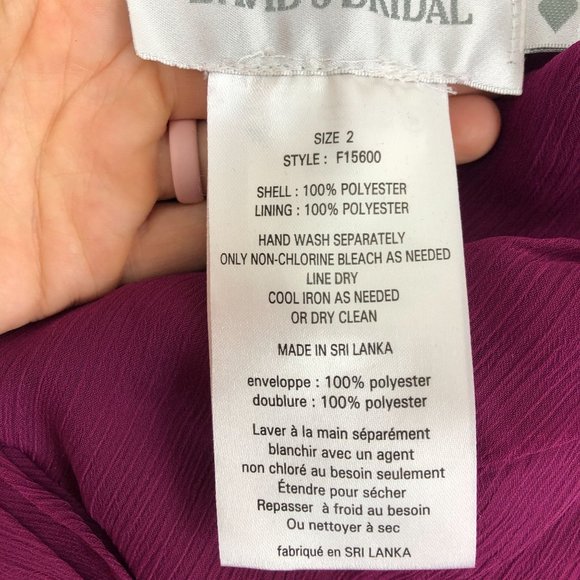 DAVID'S BRIDAL
SIZE 2
STYLE : F15600
SHELL : 100% POLYESTER
LINING : 100% POLYESTER
HAND WASH SEPARATELY
ONLY NON-CHLORINE BLEACH AS NEEDED
LINE DRY
COOL IRON AS NEEDED
OR DRY CLEAN
MADE IN SRI LANKA
enveloppe : 100% polyester
doublure : 100% polyester
Laver à la main séparément
blanchir avec un agent
non chloré au besoin seulement
Étendre pour sécher
Repasser à froid au besoin
Ou nettoyer à sec
fabriqué en SRI LANKA